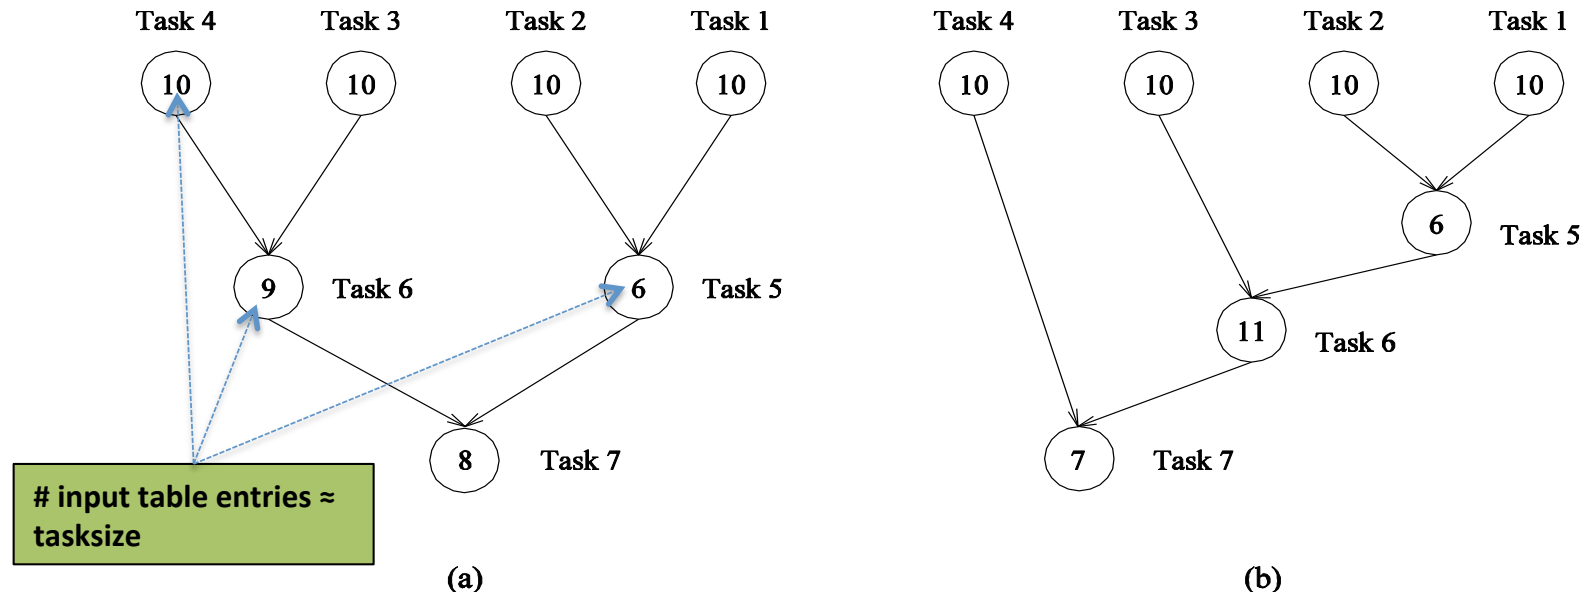 Task 4 Task 3 Task 2 Task 1
10 10 10 10
9 Task 6 6 Task 5
8 Task 7
# input table entries ≈
tasksize
(a)
Task 4 Task 3 Task 2 Task 1
10 10 10 10
6 Task 5
11 Task 6
7 Task 7
(b)